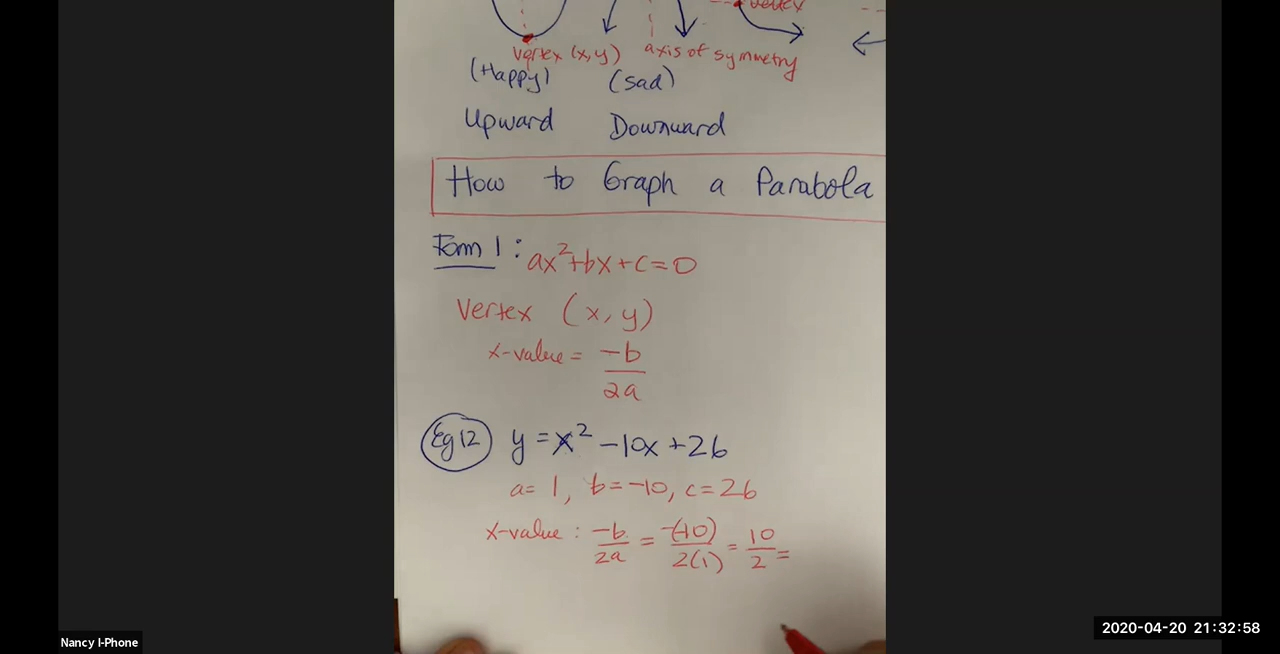 vertex
vertex (x,y) axis of symmetry
(Happy) (sad)
Upward Downward
How to Graph a Parabola
Form 1: ax²+bx+c=0
Vertex (x, y)
x-value = -b/2a
Eg 12 y = x² -10x +26
a= 1, b=-10, c=26
x-value: -b/2a = -(-10)/2(1) = 10/2 =
Nancy I-Phone
2020-04-20 21:32:58